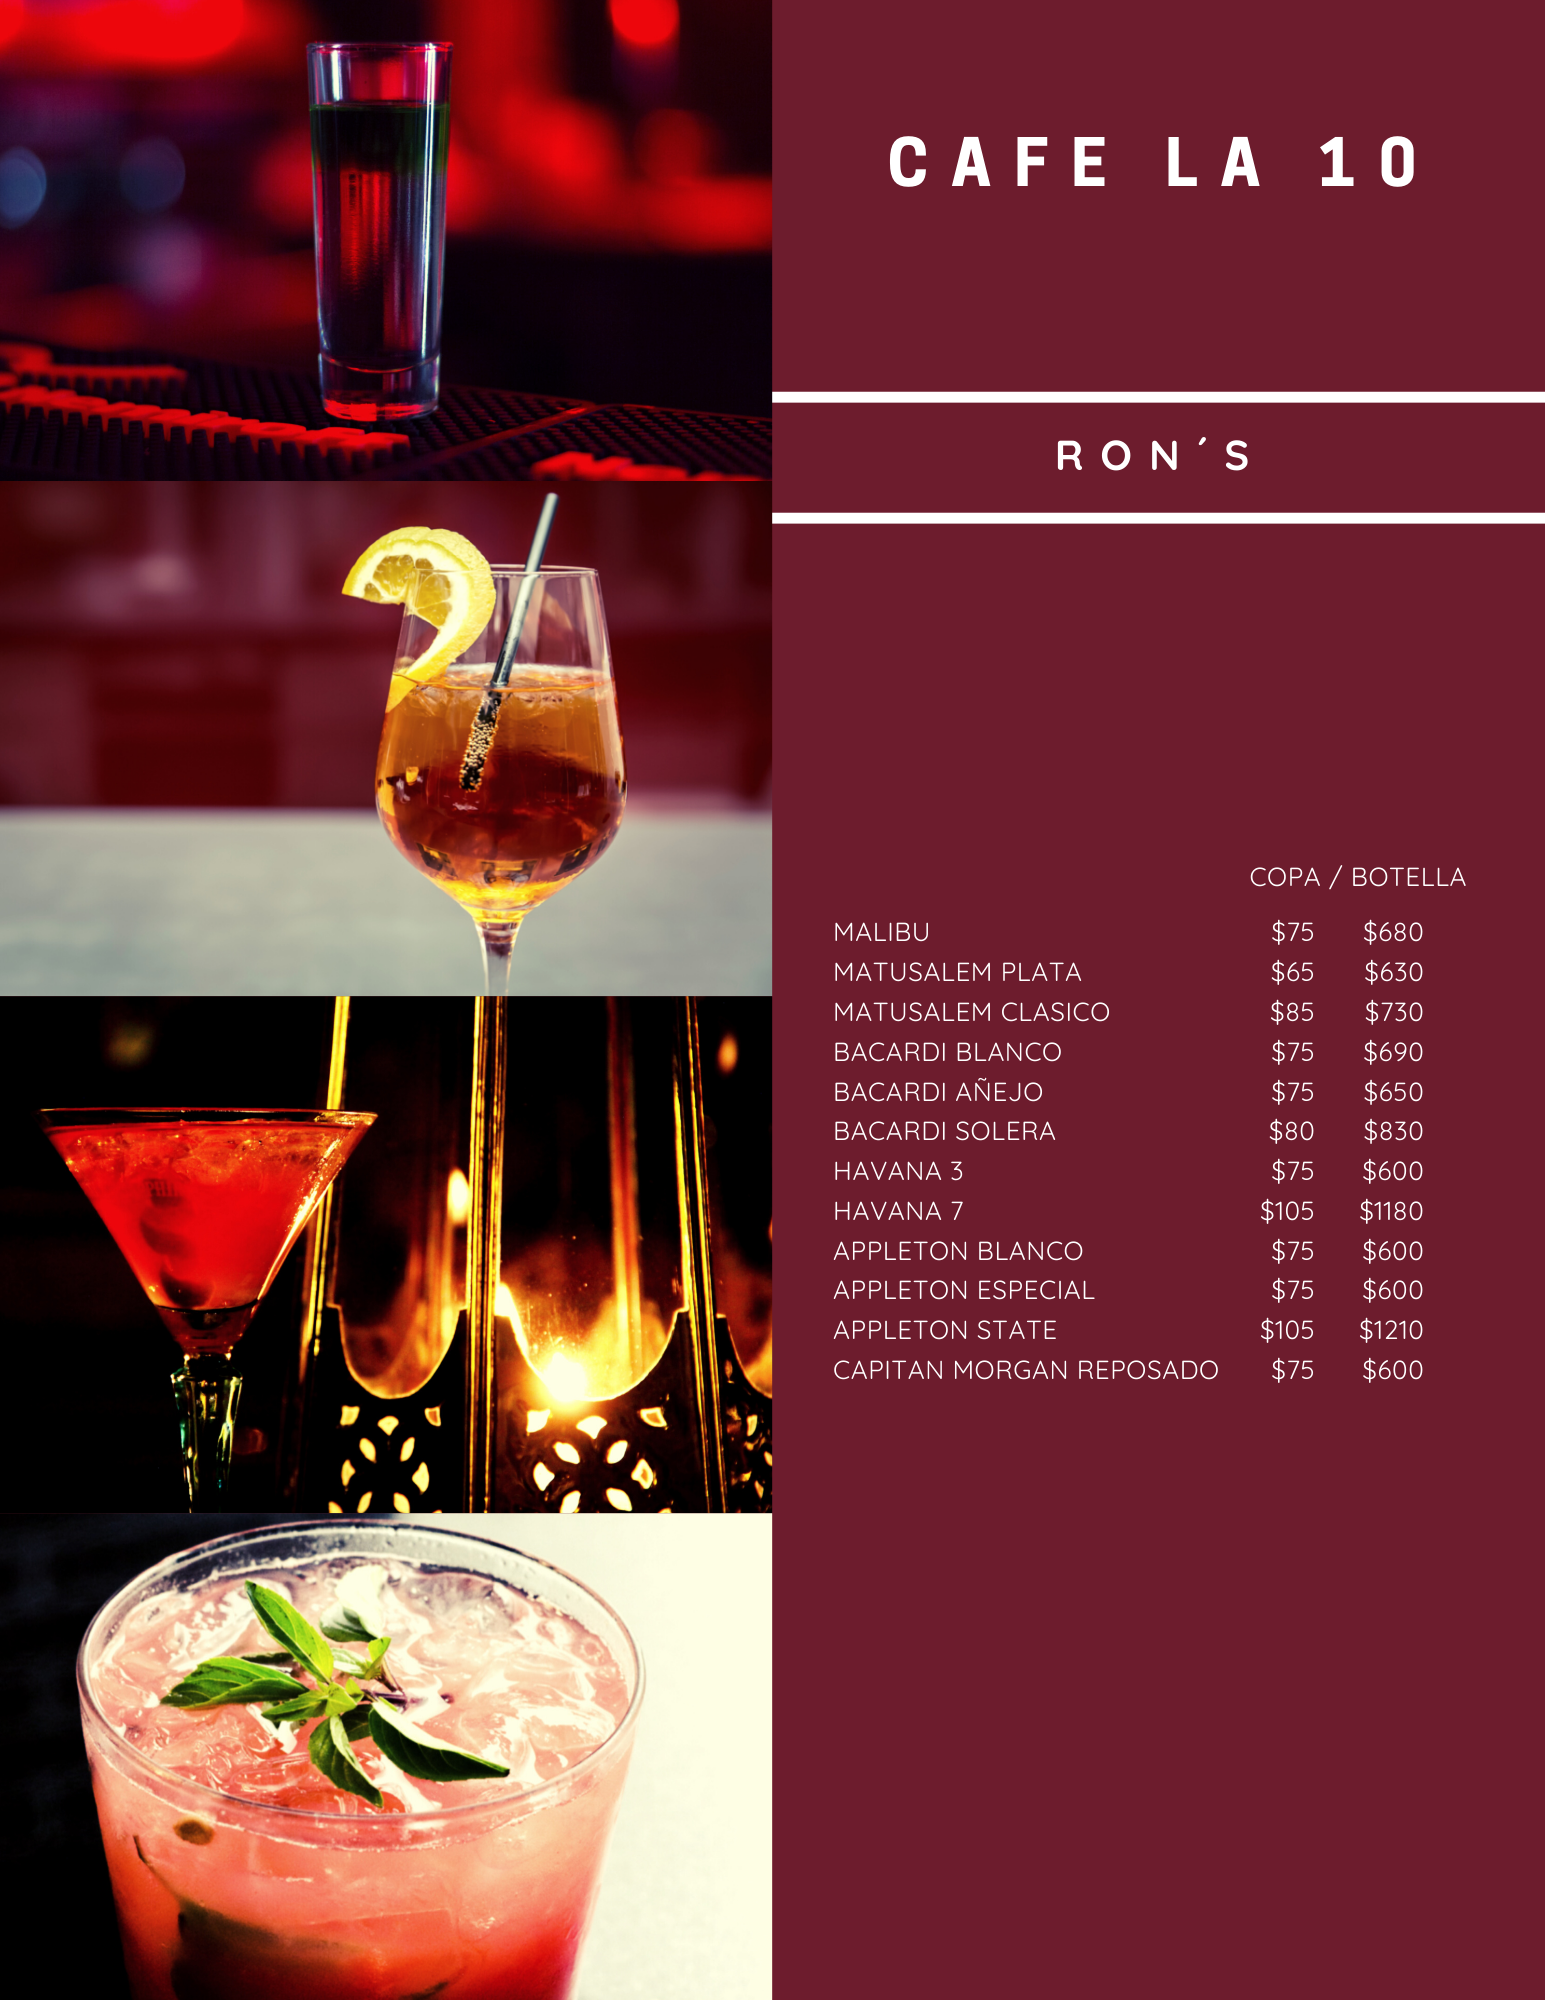 CAFE LA 10
RON´S
COPA / BOTELLA
MALIBU $75 $680
MATUSALEM PLATA $65 $630
MATUSALEM CLASICO $85 $730
BACARDI BLANCO $75 $690
BACARDI AÑEJO $75 $650
BACARDI SOLERA $80 $830
HAVANA 3 $75 $600
HAVANA 7 $105 $1180
APPLETON BLANCO $75 $600
APPLETON ESPECIAL $75 $600
APPLETON STATE $105 $1210
CAPITAN MORGAN REPOSADO $75 $600